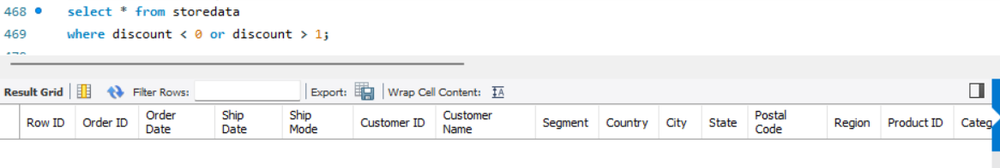 468 select * from storedata
469 where discount < 0 or discount > 1;
Result Grid Filter Rows: Export: Wrap Cell Content: IA
Row ID Order ID Order Date Ship Date Ship Mode Customer ID Customer Name Segment Country City State Postal Code Region Product ID Categ